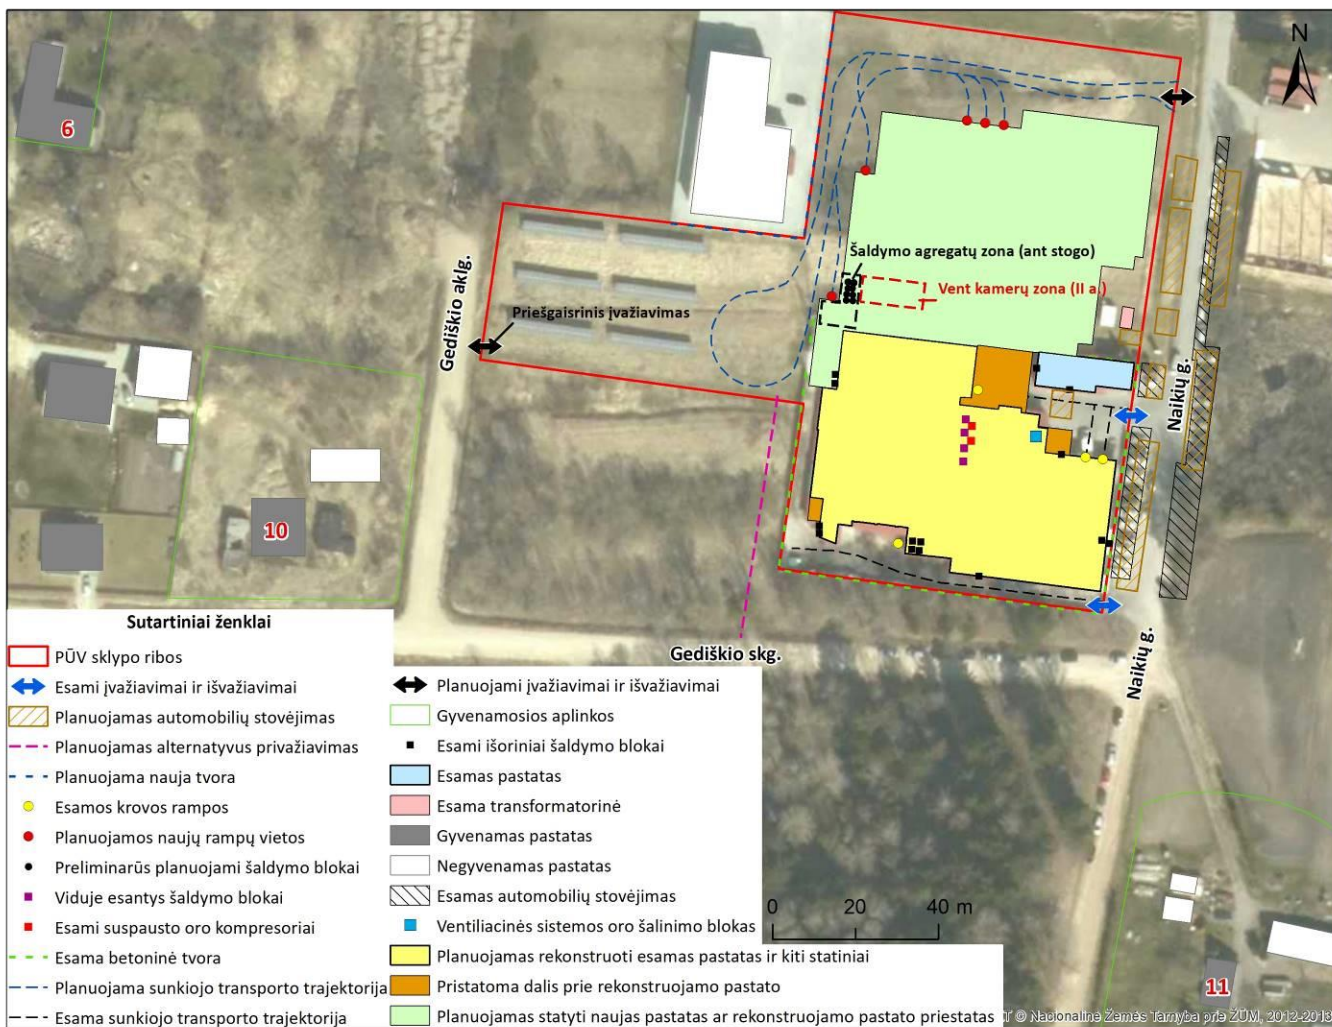 N
6
Šaldymo agregatų zona (ant stogo)
Vent kamerų zona (II a.)
Priešgaisrinis įvažiavimas
Gediškio aklg.
Naikių g.
10
Gediškio skg.
Naikių g.
11
0 20 40 m
Sutartiniai ženklai
PŪV sklypo ribos
Esami įvažiavimai ir išvažiavimai
Planuojamas automobilių stovėjimas
Planuojamas alternatyvus privažiavimas
Planuojama nauja tvora
Esamos krovos rampos
Planuojamos naujų rampų vietos
Preliminarūs planuojami šaldymo blokai
Viduje esantys šaldymo blokai
Esami suspausto oro kompresoriai
Esama betoninė tvora
Planuojama sunkiojo transporto trajektorija
Esama sunkiojo transporto trajektorija
Planuojami įvažiavimai ir išvažiavimai
Gyvenamosios aplinkos
Esami išoriniai šaldymo blokai
Esamas pastatas
Esama transformatorinė
Gyvenamas pastatas
Negyvenamas pastatas
Esamas automobilių stovėjimas
Ventiliacinės sistemos oro šalinimo blokas
Planuojamas rekonstruoti esamas pastatas ir kiti statiniai
Pristatoma dalis prie rekonstruojamo pastato
Planuojamas statyti naujas pastatas ar rekonstruojamo pastato priestatas
© Nacionalinė Žemės Tarnyba prie ŽŪM, 2012-2013